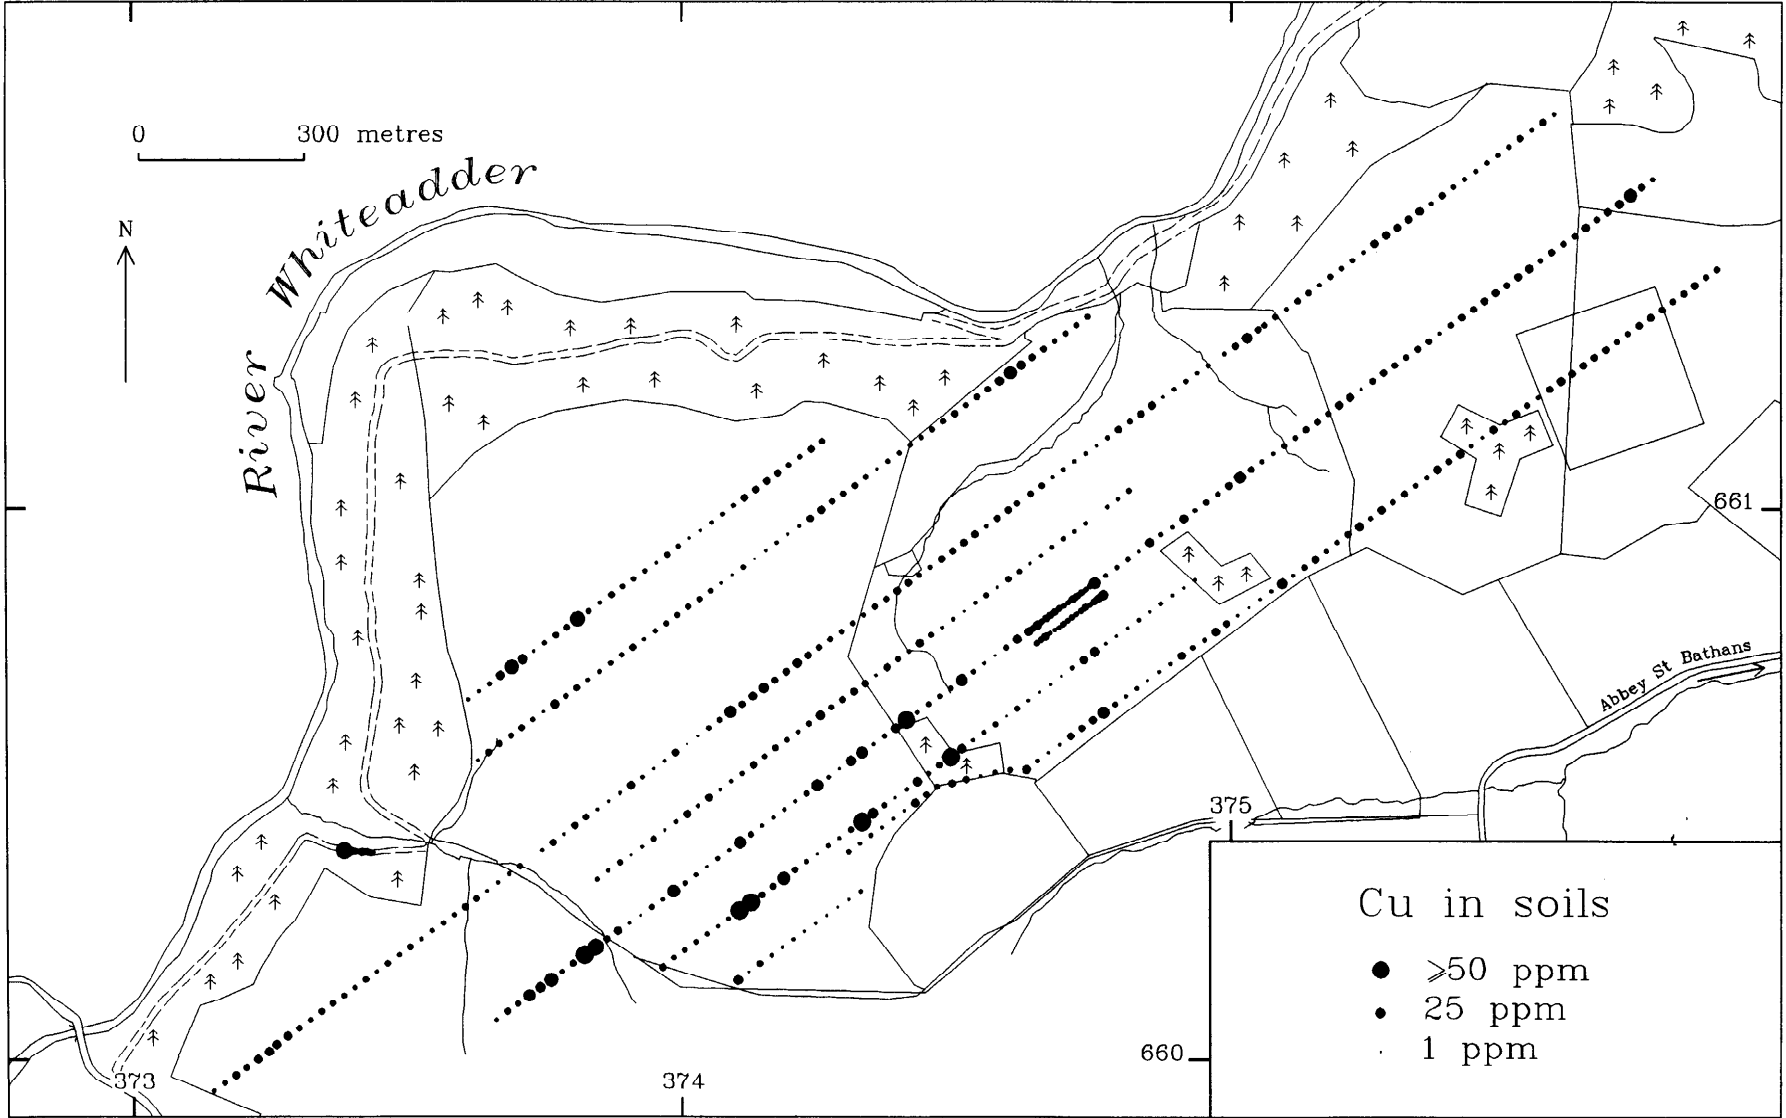 0 300 metres
N
River Whiteadder
661
Abbey St Bathans
375
660
373
374
Cu in soils
⩾50 ppm
25 ppm
1 ppm